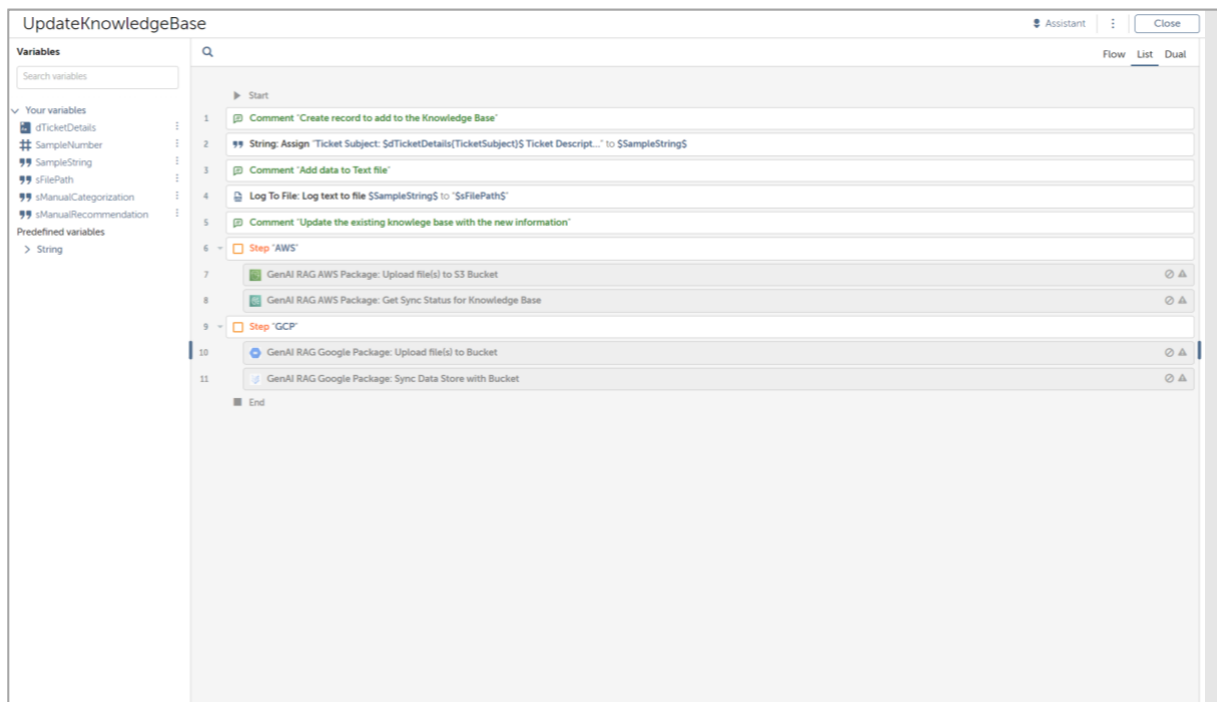 UpdateKnowledgeBase
Assistant
Close
Variables
Search variables
Your variables
dTicketDetails
SampleNumber
SampleString
sFilePath
sManualCategorization
sManualRecommendation
Predefined variables
String
Flow List Dual
Start
1 Comment "Create record to add to the Knowledge Base"
2 String: Assign "Ticket Subject: $dTicketDetails{TicketSubject}$ Ticket Descript..." to $SampleString$
3 Comment "Add data to Text file"
4 Log To File: Log text to file $SampleString$ to "$sFilePath$"
5 Comment "Update the existing knowlege base with the new information"
6 Step "AWS"
7 GenAI RAG AWS Package: Upload file(s) to S3 Bucket
8 GenAI RAG AWS Package: Get Sync Status for Knowledge Base
9 Step "GCP"
10 GenAI RAG Google Package: Upload file(s) to Bucket
11 GenAI RAG Google Package: Sync Data Store with Bucket
End